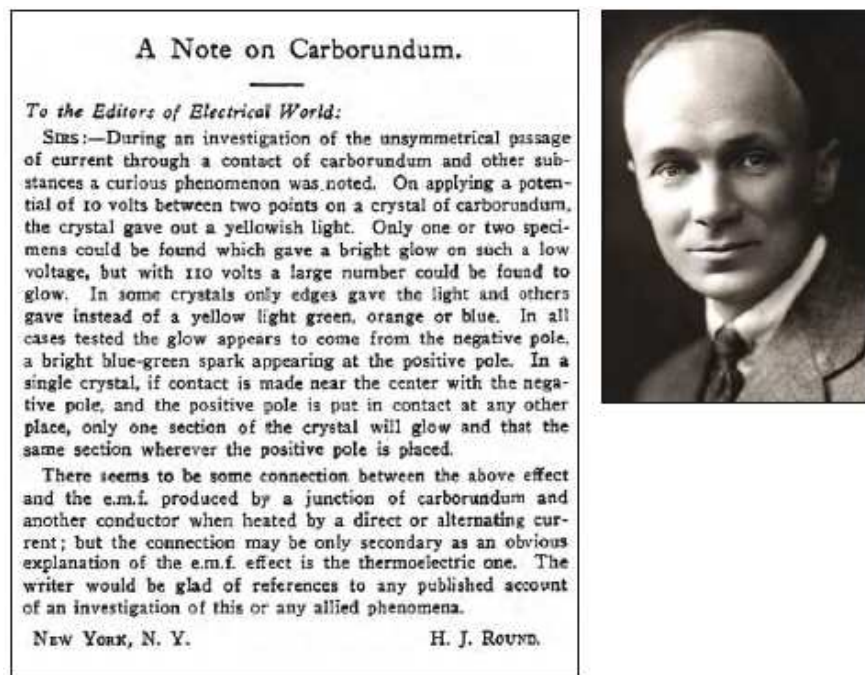 A Note on Carborundum.
To the Editors of Electrical World:
SIRS:—During an investigation of the unsymmetrical passage
of current through a contact of carborundum and other sub-
stances a curious phenomenon was noted. On applying a poten-
tial of 10 volts between two points on a crystal of carborundum,
the crystal gave out a yellowish light. Only one or two speci-
mens could be found which gave a bright glow on such a low
voltage, but with 110 volts a large number could be found to
glow. In some crystals only edges gave the light and others
gave instead of a yellow light green, orange or blue. In all
cases tested the glow appears to come from the negative pole,
a bright blue-green spark appearing at the positive pole. In a
single crystal, if contact is made near the center with the nega-
tive pole, and the positive pole is put in contact at any other
place, only one section of the crystal will glow and that the
same section wherever the positive pole is placed.
There seems to be some connection between the above effect
and the e.m.f. produced by a junction of carborundum and
another conductor when heated by a direct or alternating cur-
rent; but the connection may be only secondary as an obvious
explanation of the e.m.f. effect is the thermoelectric one. The
writer would be glad of references to any published account
of an investigation of this or any allied phenomena.
NEW YORK, N. Y. H. J. ROUND.